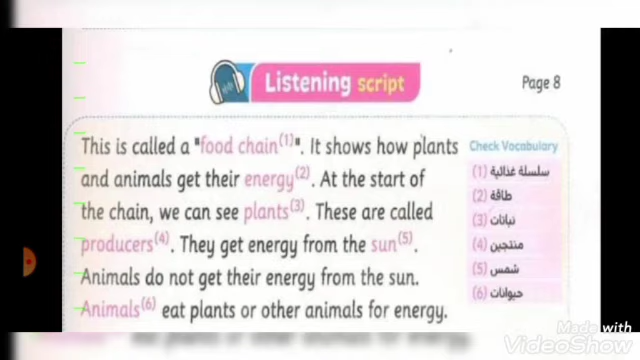 Listening script
Page 8
This is called a "food chain(1)". It shows how plants
and animals get their energy(2). At the start of
the chain, we can see plants(3). These are called
producers(4). They get energy from the sun(5).
Animals do not get their energy from the sun.
Animals(6) eat plants or other animals for energy.
Check Vocabulary
(1) سلسلة غذائية
(2) طاقة
(3) نباتات
(4) منتجين
(5) شمس
(6) حيوانات
Made with
VideoShow